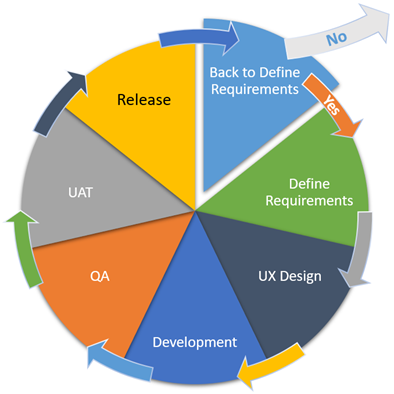 No
Back to Define
Requirements
Yes
Release
Define
Requirements
UAT
UX Design
QA
Development